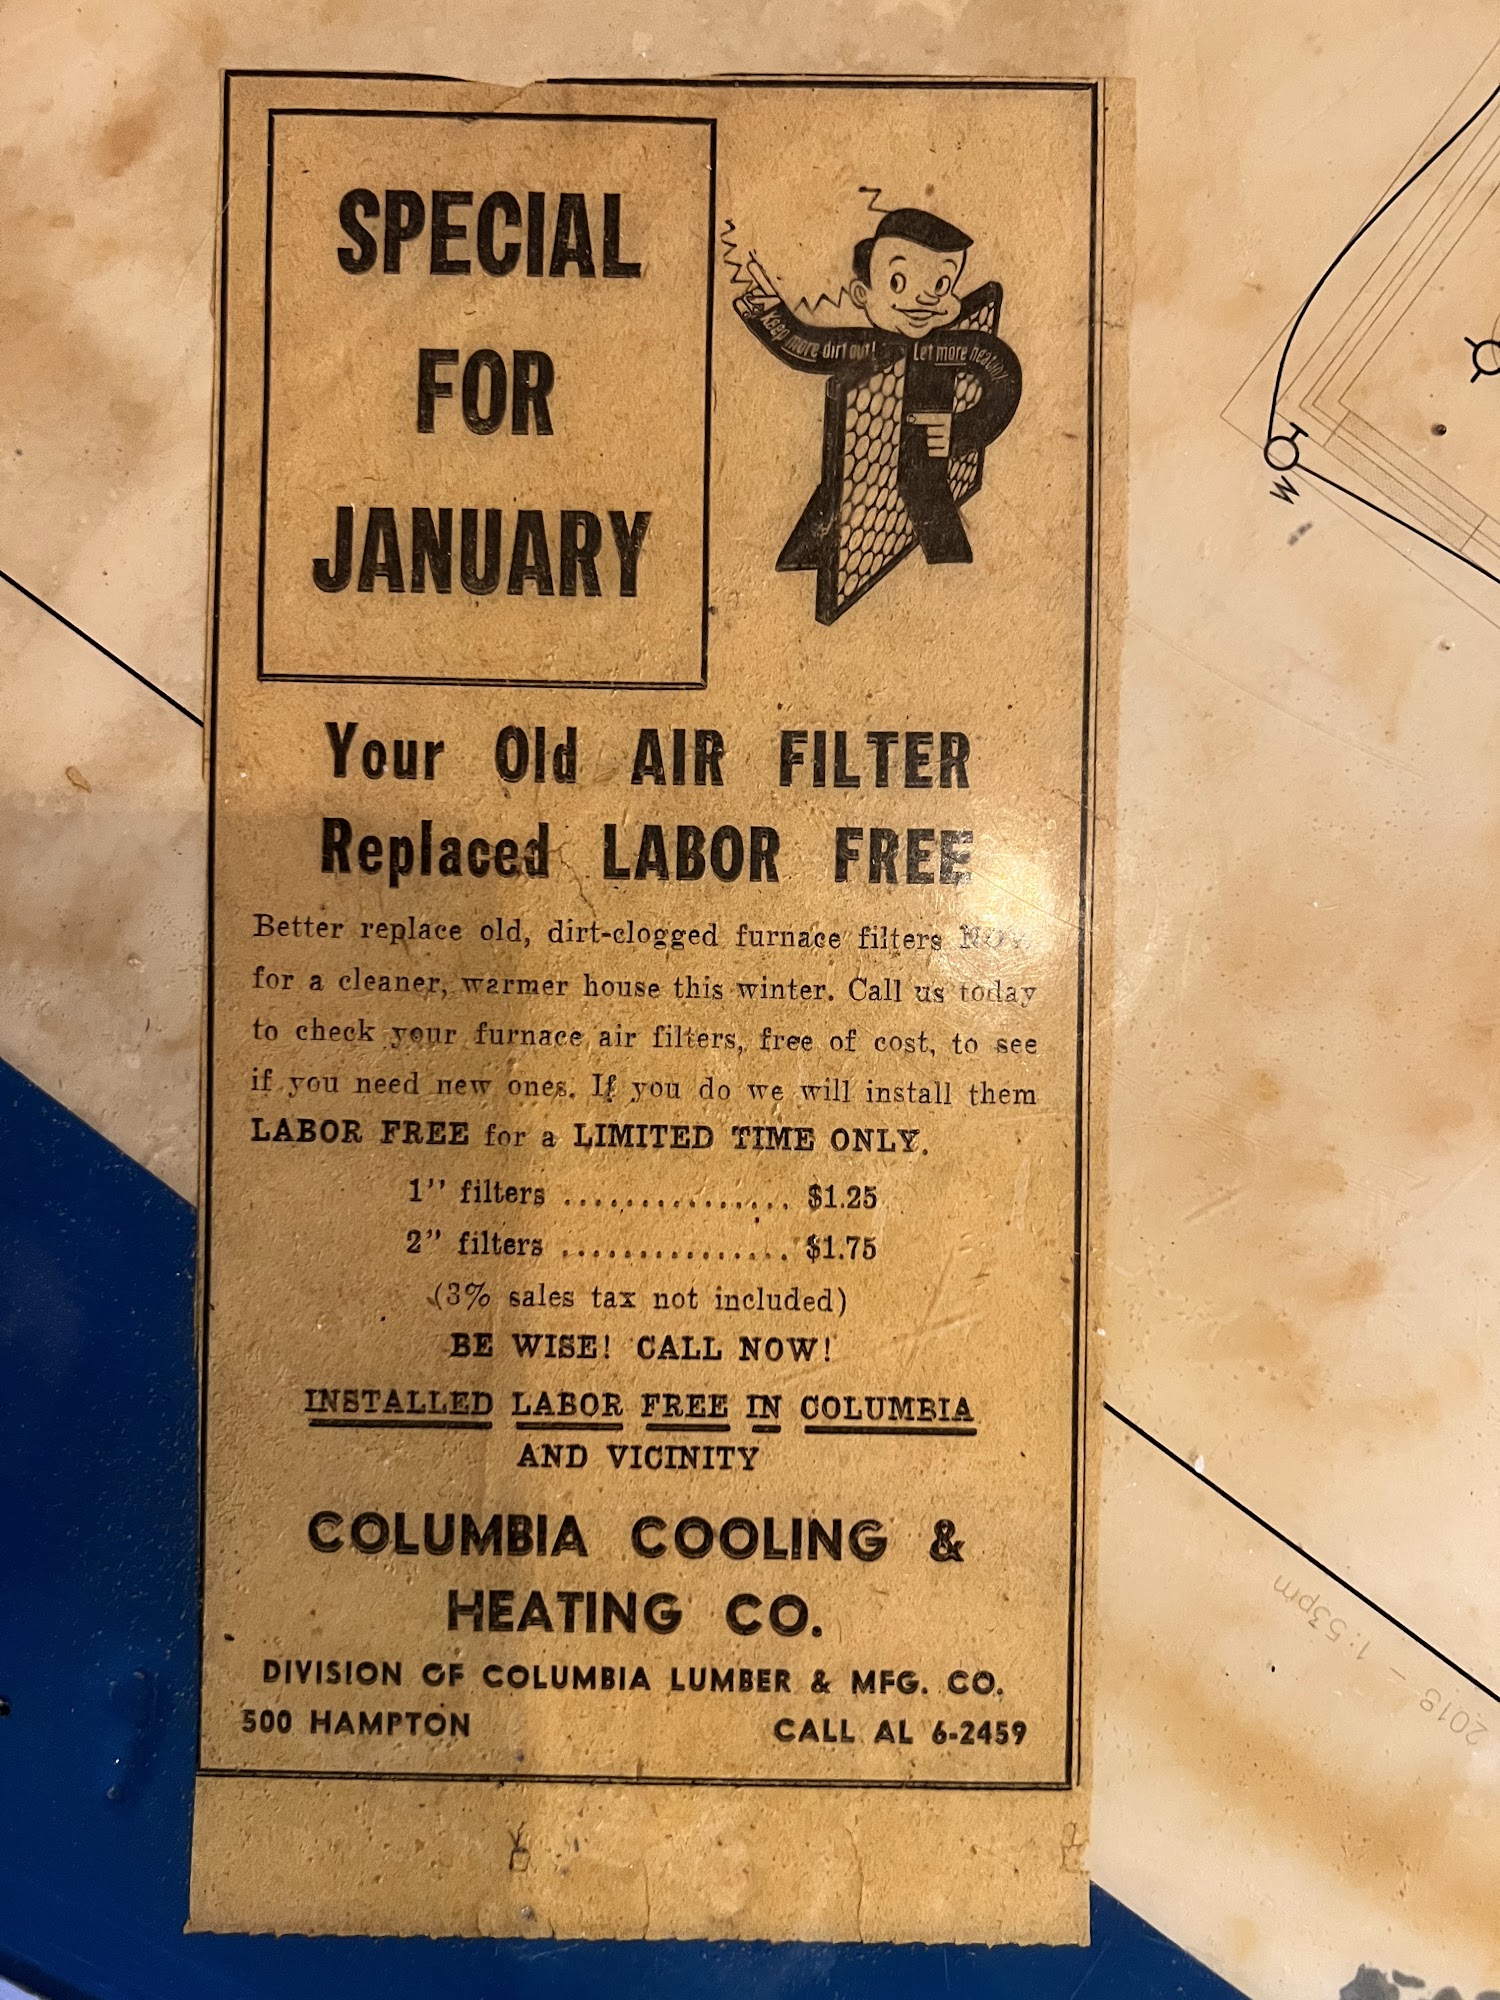 SPECIAL
FOR
JANUARY
keep more dirt out!
Let more heat in!
Your Old AIR FILTER
Replaced LABOR FREE
Better replace old, dirt-clogged furnace filters NOW
for a cleaner, warmer house this winter. Call us today
to check your furnace air filters, free of cost, to see
if you need new ones. If you do we will install them
LABOR FREE for a LIMITED TIME ONLY.
1" filters ............... $1.25
2" filters ............... $1.75
(3% sales tax not included)
BE WISE! CALL NOW!
INSTALLED LABOR FREE IN COLUMBIA
AND VICINITY
COLUMBIA COOLING &
HEATING CO.
DIVISION OF COLUMBIA LUMBER & MFG. CO.
500 HAMPTON CALL AL 6-2459
W
2018 – 1:53pm